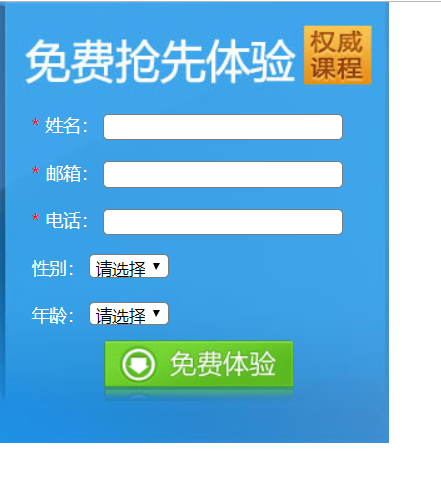 免费抢先体验 权威课程
* 姓名：
* 邮箱：
* 电话：
性别： 请选择
年龄： 请选择
免费体验